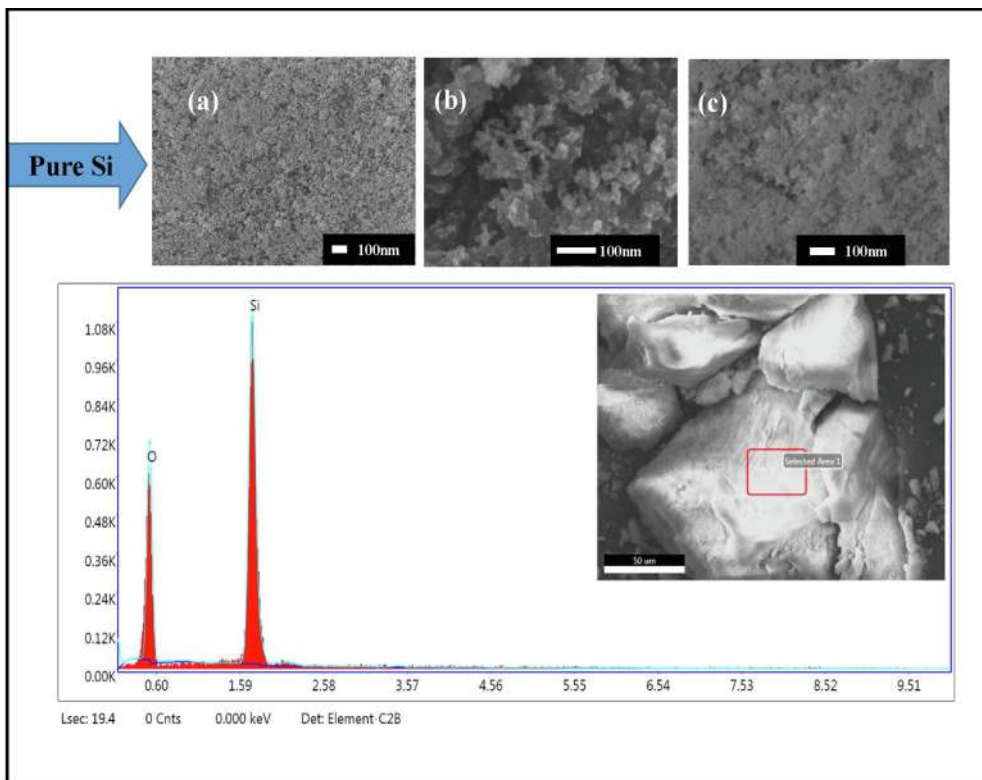 (a)
(b)
(c)
Pure Si
100nm
100nm
100nm
Si
1.08K
0.96K
0.84K
0.72K
O
0.60K
0.48K
0.36K
0.24K
0.12K
0.00K
Selected Area 1
50 um
0.60 1.59 2.58 3.57 4.56 5.55 6.54 7.53 8.52 9.51
Lsec: 19.4 0 Cnts 0.000 keV Det: Element-C2B